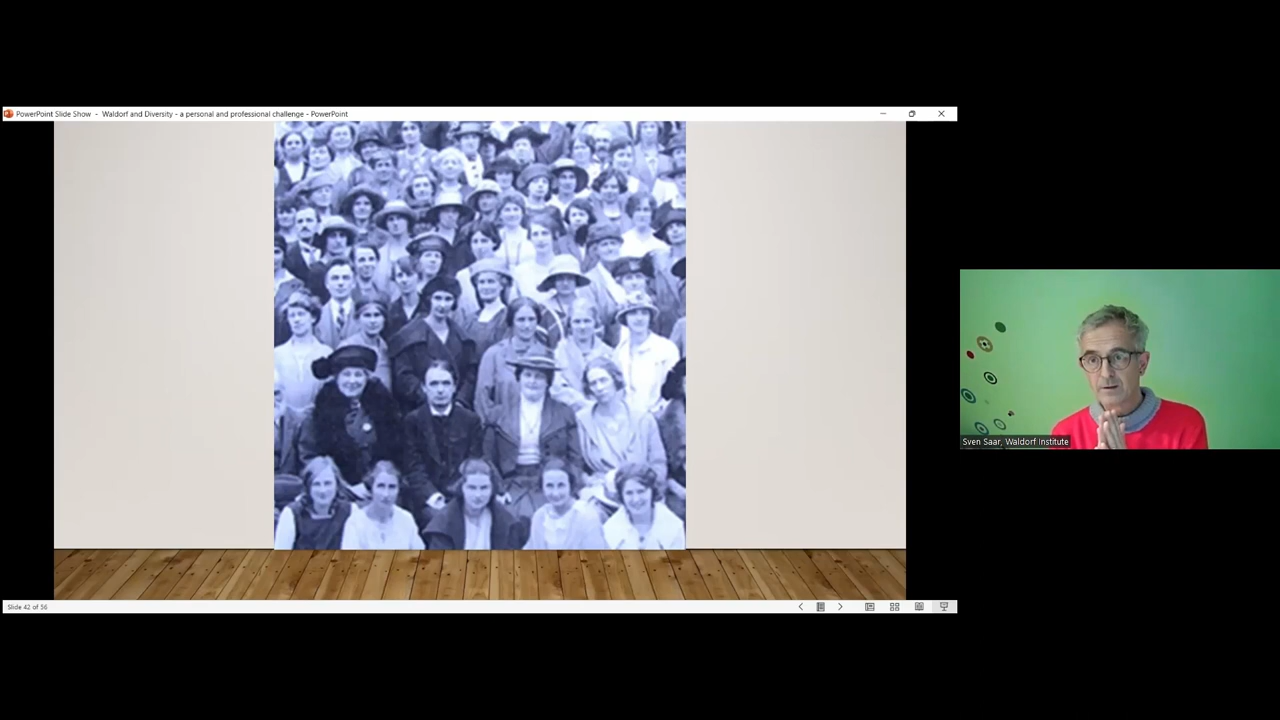 PowerPoint Slide Show - Waldorf and Diversity - a personal and professional challenge - PowerPoint
Sven Saar, Waldorf Institute
Slide 42 of 56